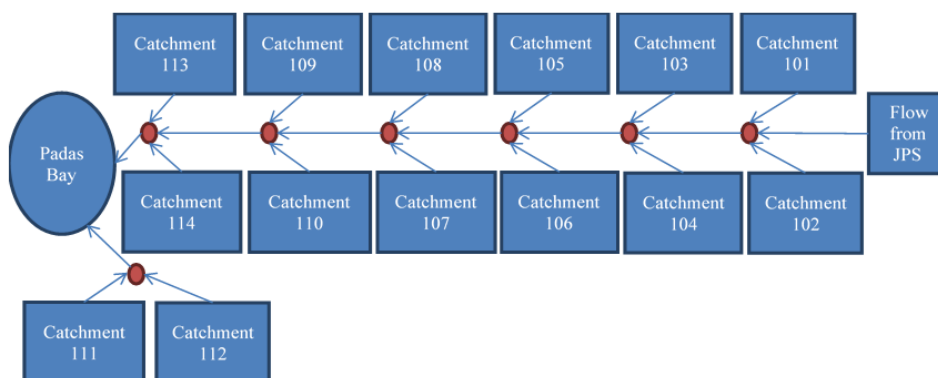 Catchment
113
Catchment
109
Catchment
108
Catchment
105
Catchment
103
Catchment
101
Flow
from
JPS
Padas
Bay
Catchment
114
Catchment
110
Catchment
107
Catchment
106
Catchment
104
Catchment
102
Catchment
111
Catchment
112